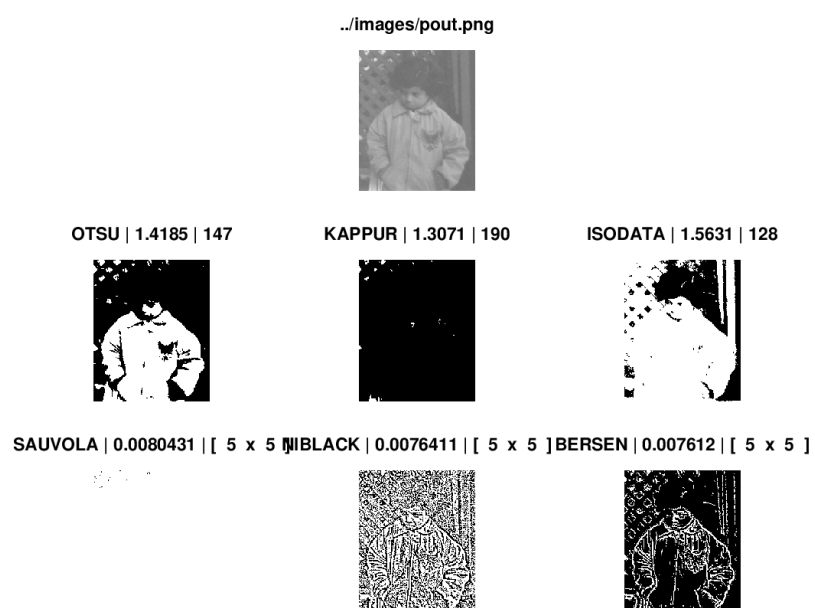 ../images/pout.png
OTSU | 1.4185 | 147
KAPPUR | 1.3071 | 190
ISODATA | 1.5631 | 128
SAUVOLA | 0.0080431 | [ 5 x 5 ]
NIBLACK | 0.0076411 | [ 5 x 5 ]
BERSEN | 0.007612 | [ 5 x 5 ]